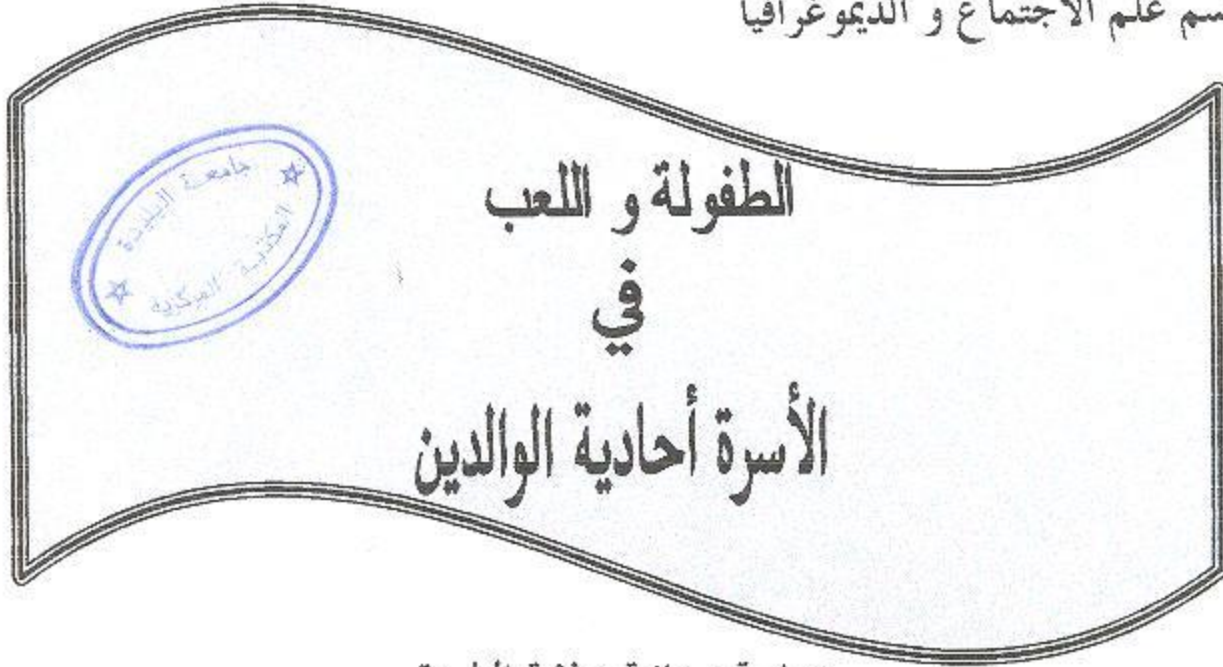 سم علم الاجتماع و الديموغرافيا
جامعة البليدة
المكتبة المركزية
الطفولة و اللعب
في
الأسرة أحادية الوالدين